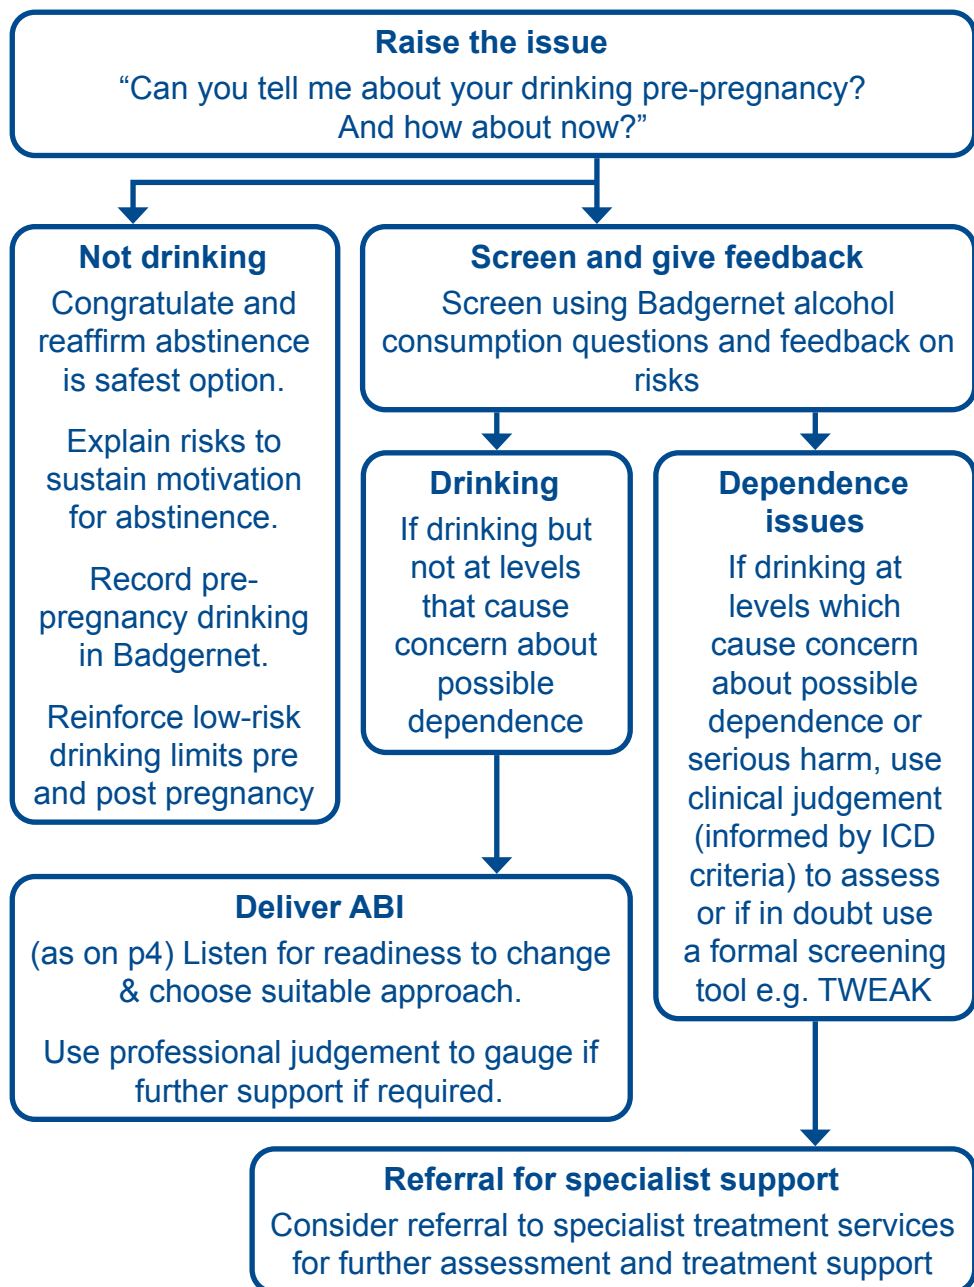 Raise the issue
“Can you tell me about your drinking pre-pregnancy?
And how about now?”
Not drinking
Congratulate and
reaffirm abstinence
is safest option.
Explain risks to
sustain motivation
for abstinence.
Record pre-
pregnancy drinking
in Badgernet.
Reinforce low-risk
drinking limits pre
and post pregnancy
Screen and give feedback
Screen using Badgernet alcohol
consumption questions and feedback on
risks
Drinking
If drinking but
not at levels
that cause
concern about
possible
dependence
Dependence
issues
If drinking at
levels which
cause concern
about possible
dependence or
serious harm, use
clinical judgement
(informed by ICD
criteria) to assess
or if in doubt use
a formal screening
tool e.g. TWEAK
Deliver ABI
(as on p4) Listen for readiness to change
& choose suitable approach.
Use professional judgement to gauge if
further support if required.
Referral for specialist support
Consider referral to specialist treatment services
for further assessment and treatment support